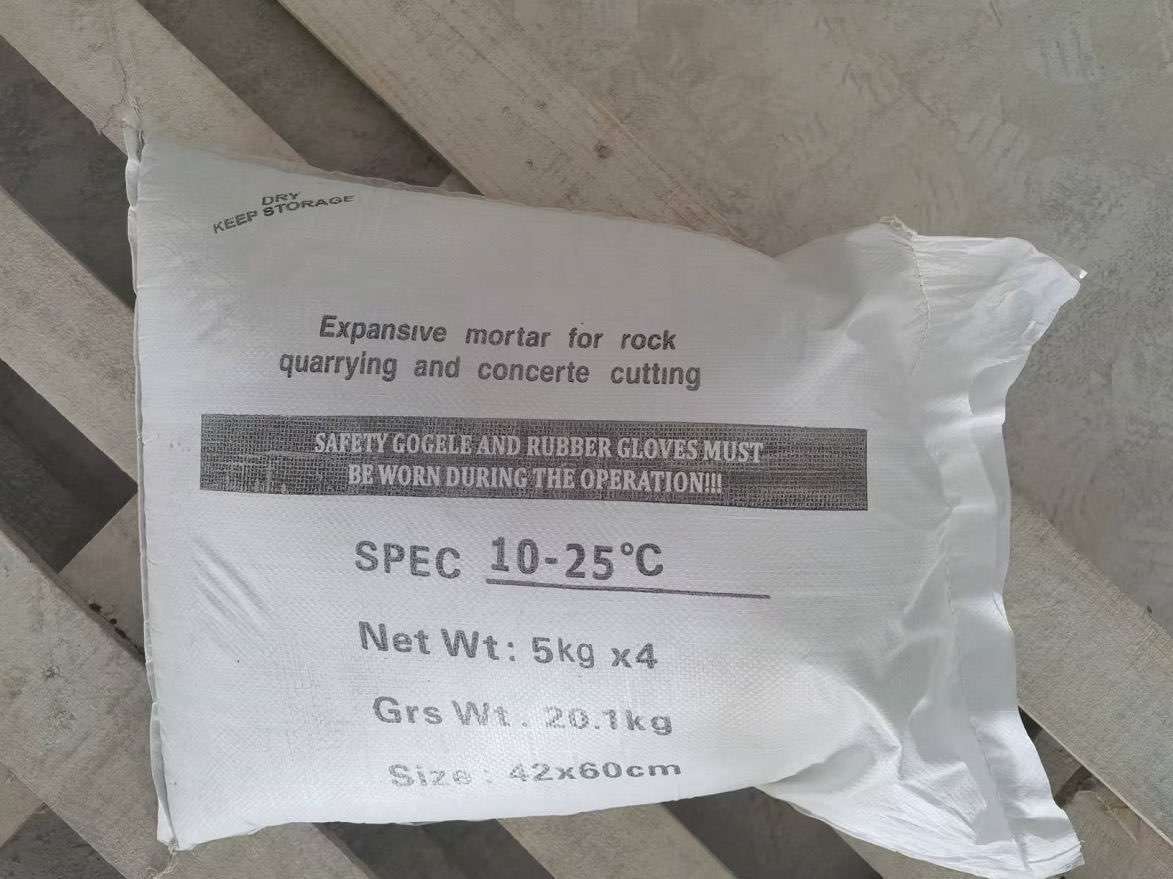 DRY
KEEP STORAGE
Expansive mortar for rock
quarrying and concerte cutting
SAFETY GOGELE AND RUBBER GLOVES MUST
BE WORN DURING THE OPERATION!!!
SPEC 10-25°C
Net Wt: 5kg x4
Grs Wt. 20.1kg
Size: 42x60cm